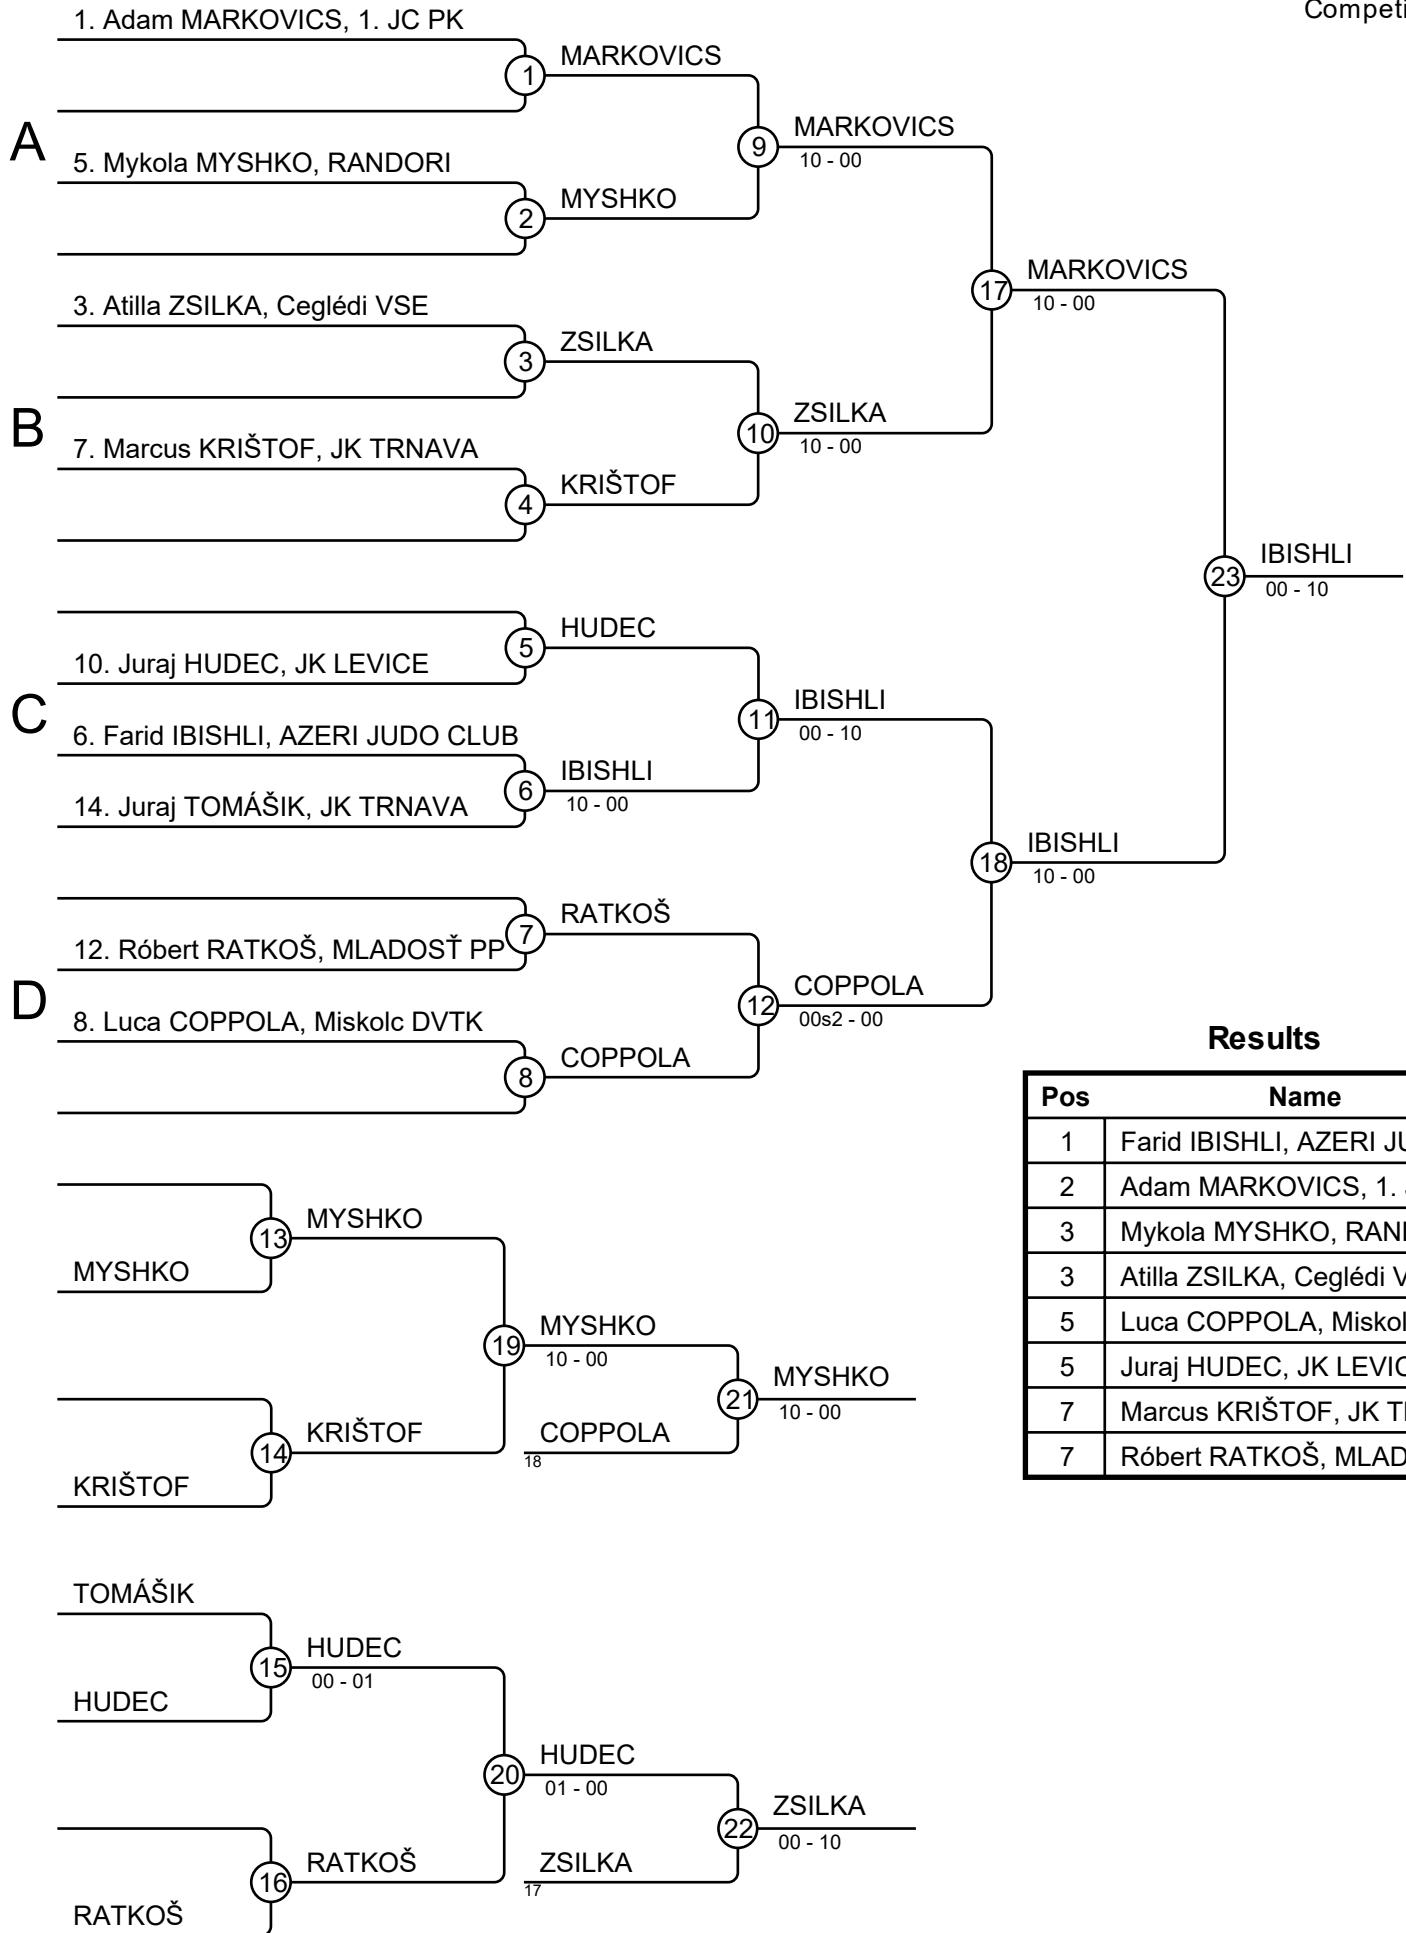 Competi
1. Adam MARKOVICS, 1. JC PK
1
MARKOVICS
A
9
MARKOVICS
10 - 00
5. Mykola MYSHKO, RANDORI
2
MYSHKO
17
MARKOVICS
10 - 00
3. Atilla ZSILKA, Ceglédi VSE
3
ZSILKA
B
10
ZSILKA
10 - 00
7. Marcus KRIŠTOF, JK TRNAVA
4
KRIŠTOF
23
IBISHLI
00 - 10
5
HUDEC
10. Juraj HUDEC, JK LEVICE
C
11
IBISHLI
00 - 10
6. Farid IBISHLI, AZERI JUDO CLUB
6
IBISHLI
10 - 00
14. Juraj TOMÁŠIK, JK TRNAVA
18
IBISHLI
10 - 00
7
RATKOŠ
12. Róbert RATKOŠ, MLADOSŤ PP
D
12
COPPOLA
00s2 - 00
8. Luca COPPOLA, Miskolc DVTK
8
COPPOLA
Results
Pos Name
1 Farid IBISHLI, AZERI JU
2 Adam MARKOVICS, 1.
3 Mykola MYSHKO, RAN
3 Atilla ZSILKA, Ceglédi V
5 Luca COPPOLA, Miskol
5 Juraj HUDEC, JK LEVIC
7 Marcus KRIŠTOF, JK T
7 Róbert RATKOŠ, MLAD
13
MYSHKO
MYSHKO
19
MYSHKO
10 - 00
21
MYSHKO
10 - 00
14
KRIŠTOF
COPPOLA
18
KRIŠTOF
TOMÁŠIK
15
HUDEC
00 - 01
HUDEC
20
HUDEC
01 - 00
22
ZSILKA
00 - 10
16
RATKOŠ
ZSILKA
17
RATKOŠ